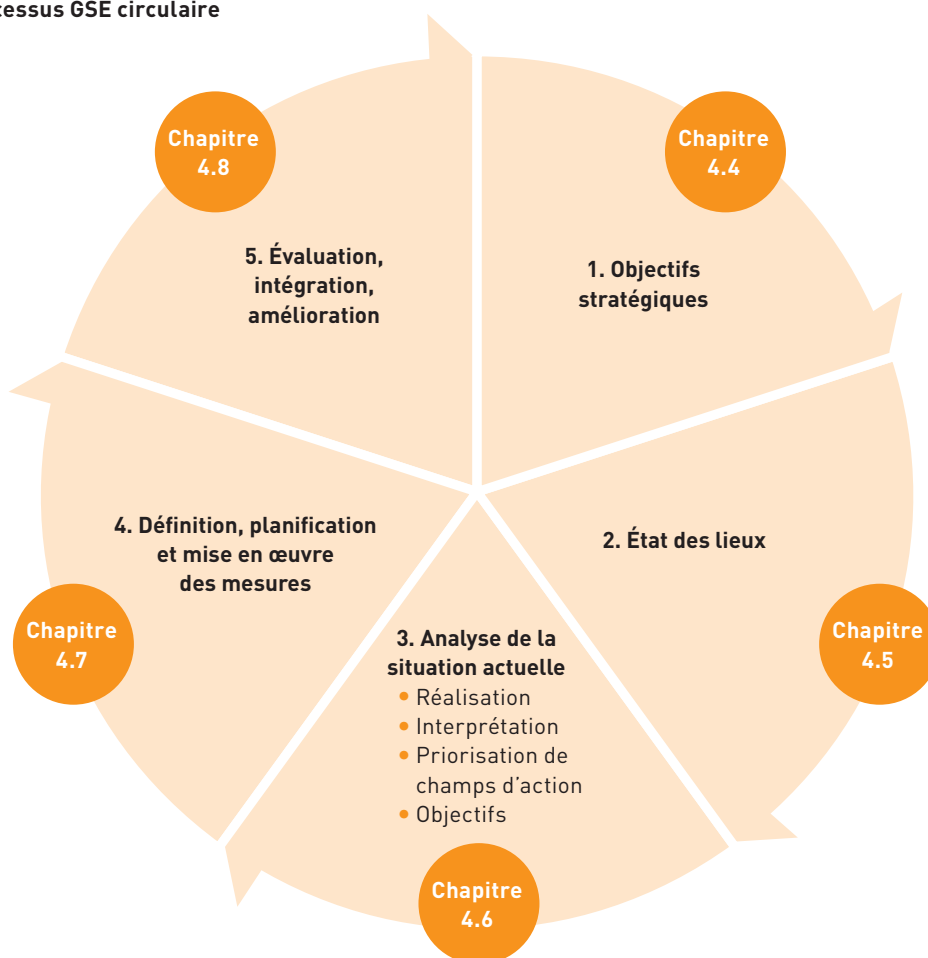 cessus GSE circulaire
Chapitre
4.8
Chapitre
4.4
5. Évaluation,
intégration,
amélioration
1. Objectifs
stratégiques
4. Définition, planification
et mise en œuvre
des mesures
2. État des lieux
Chapitre
4.7
Chapitre
4.5
3. Analyse de la
situation actuelle
• Réalisation
• Interprétation
• Priorisation de
champs d’action
• Objectifs
Chapitre
4.6